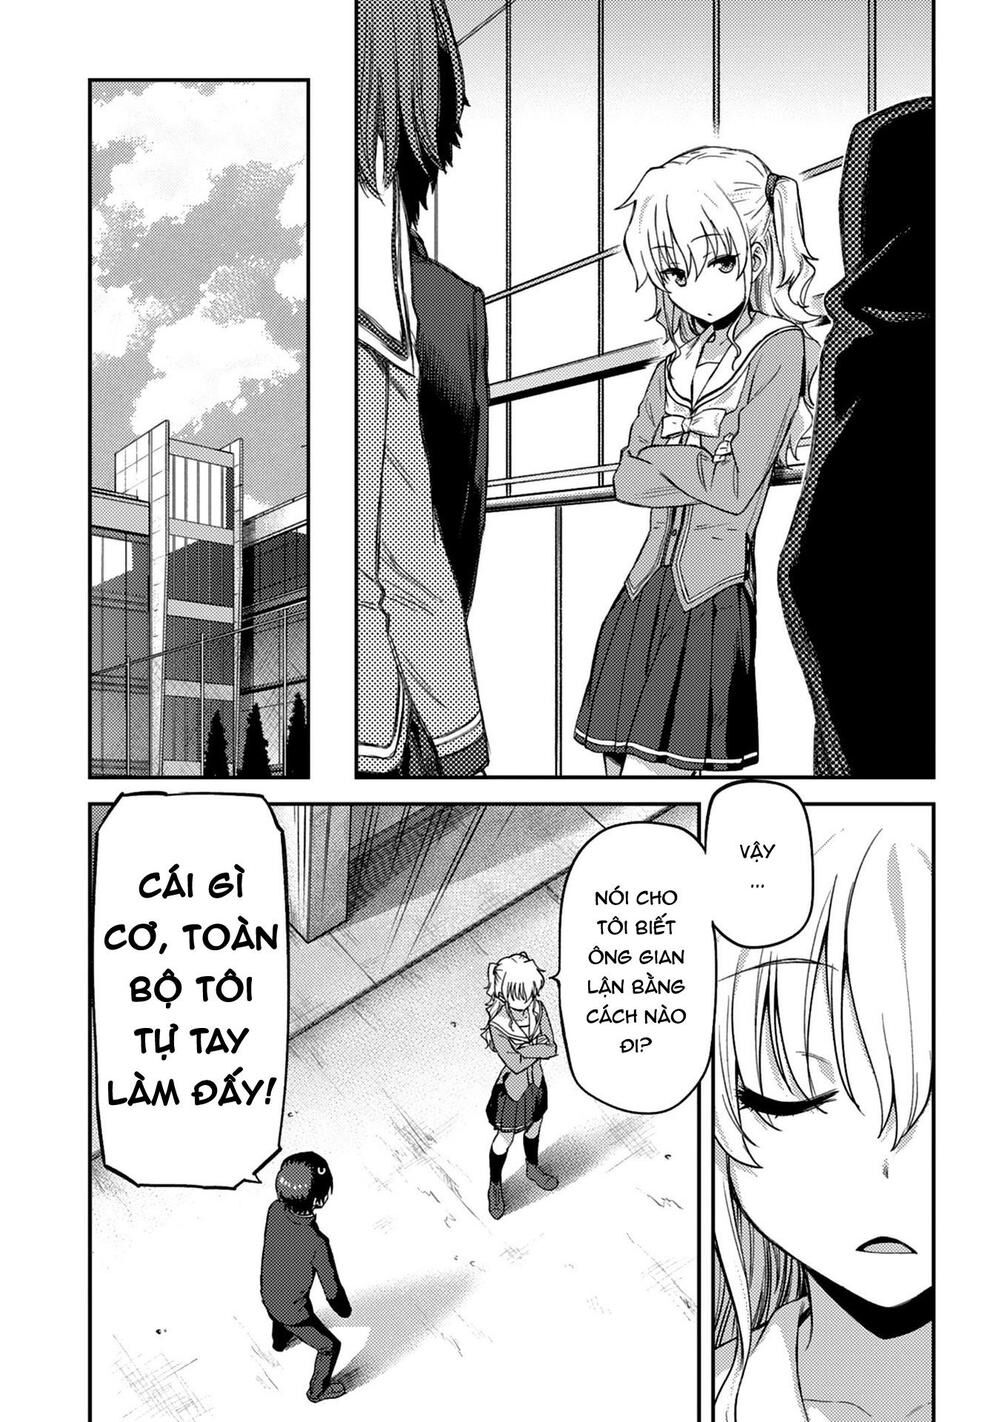 VẬY
...
NÓI CHO
TÔI BIẾT
ÔNG GIAN
LẬN BẰNG
CÁCH NÀO
ĐI?
CÁI GÌ
CƠ, TOÀN
BỘ TÔI
TỰ TAY
LÀM ĐẤY!